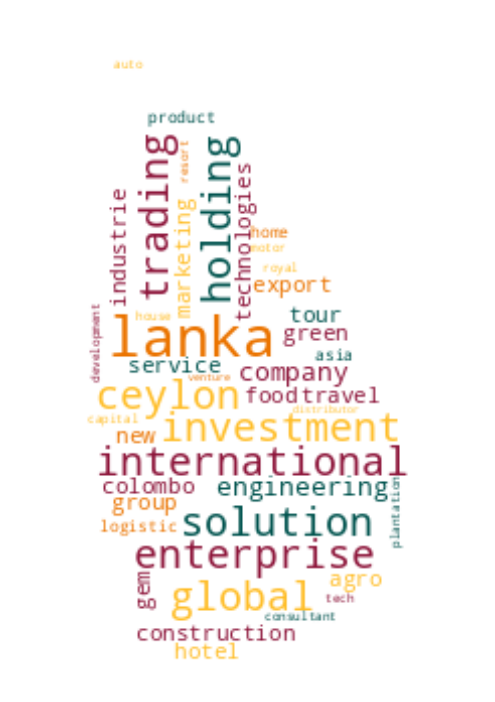 auto
product
trading
resort
holding
industrie
marketing
technologies
home
motor
royal
export
development
house
lanka
tour
green
asia
service
company
venture
ceylon
food
travel
distributor
capital
new
investment
international
colombo
engineering
plantation
group
logistic
solution
enterprise
gem
global
agro
tech
consultant
construction
hotel